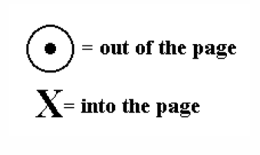 = out of the page
X= into the page